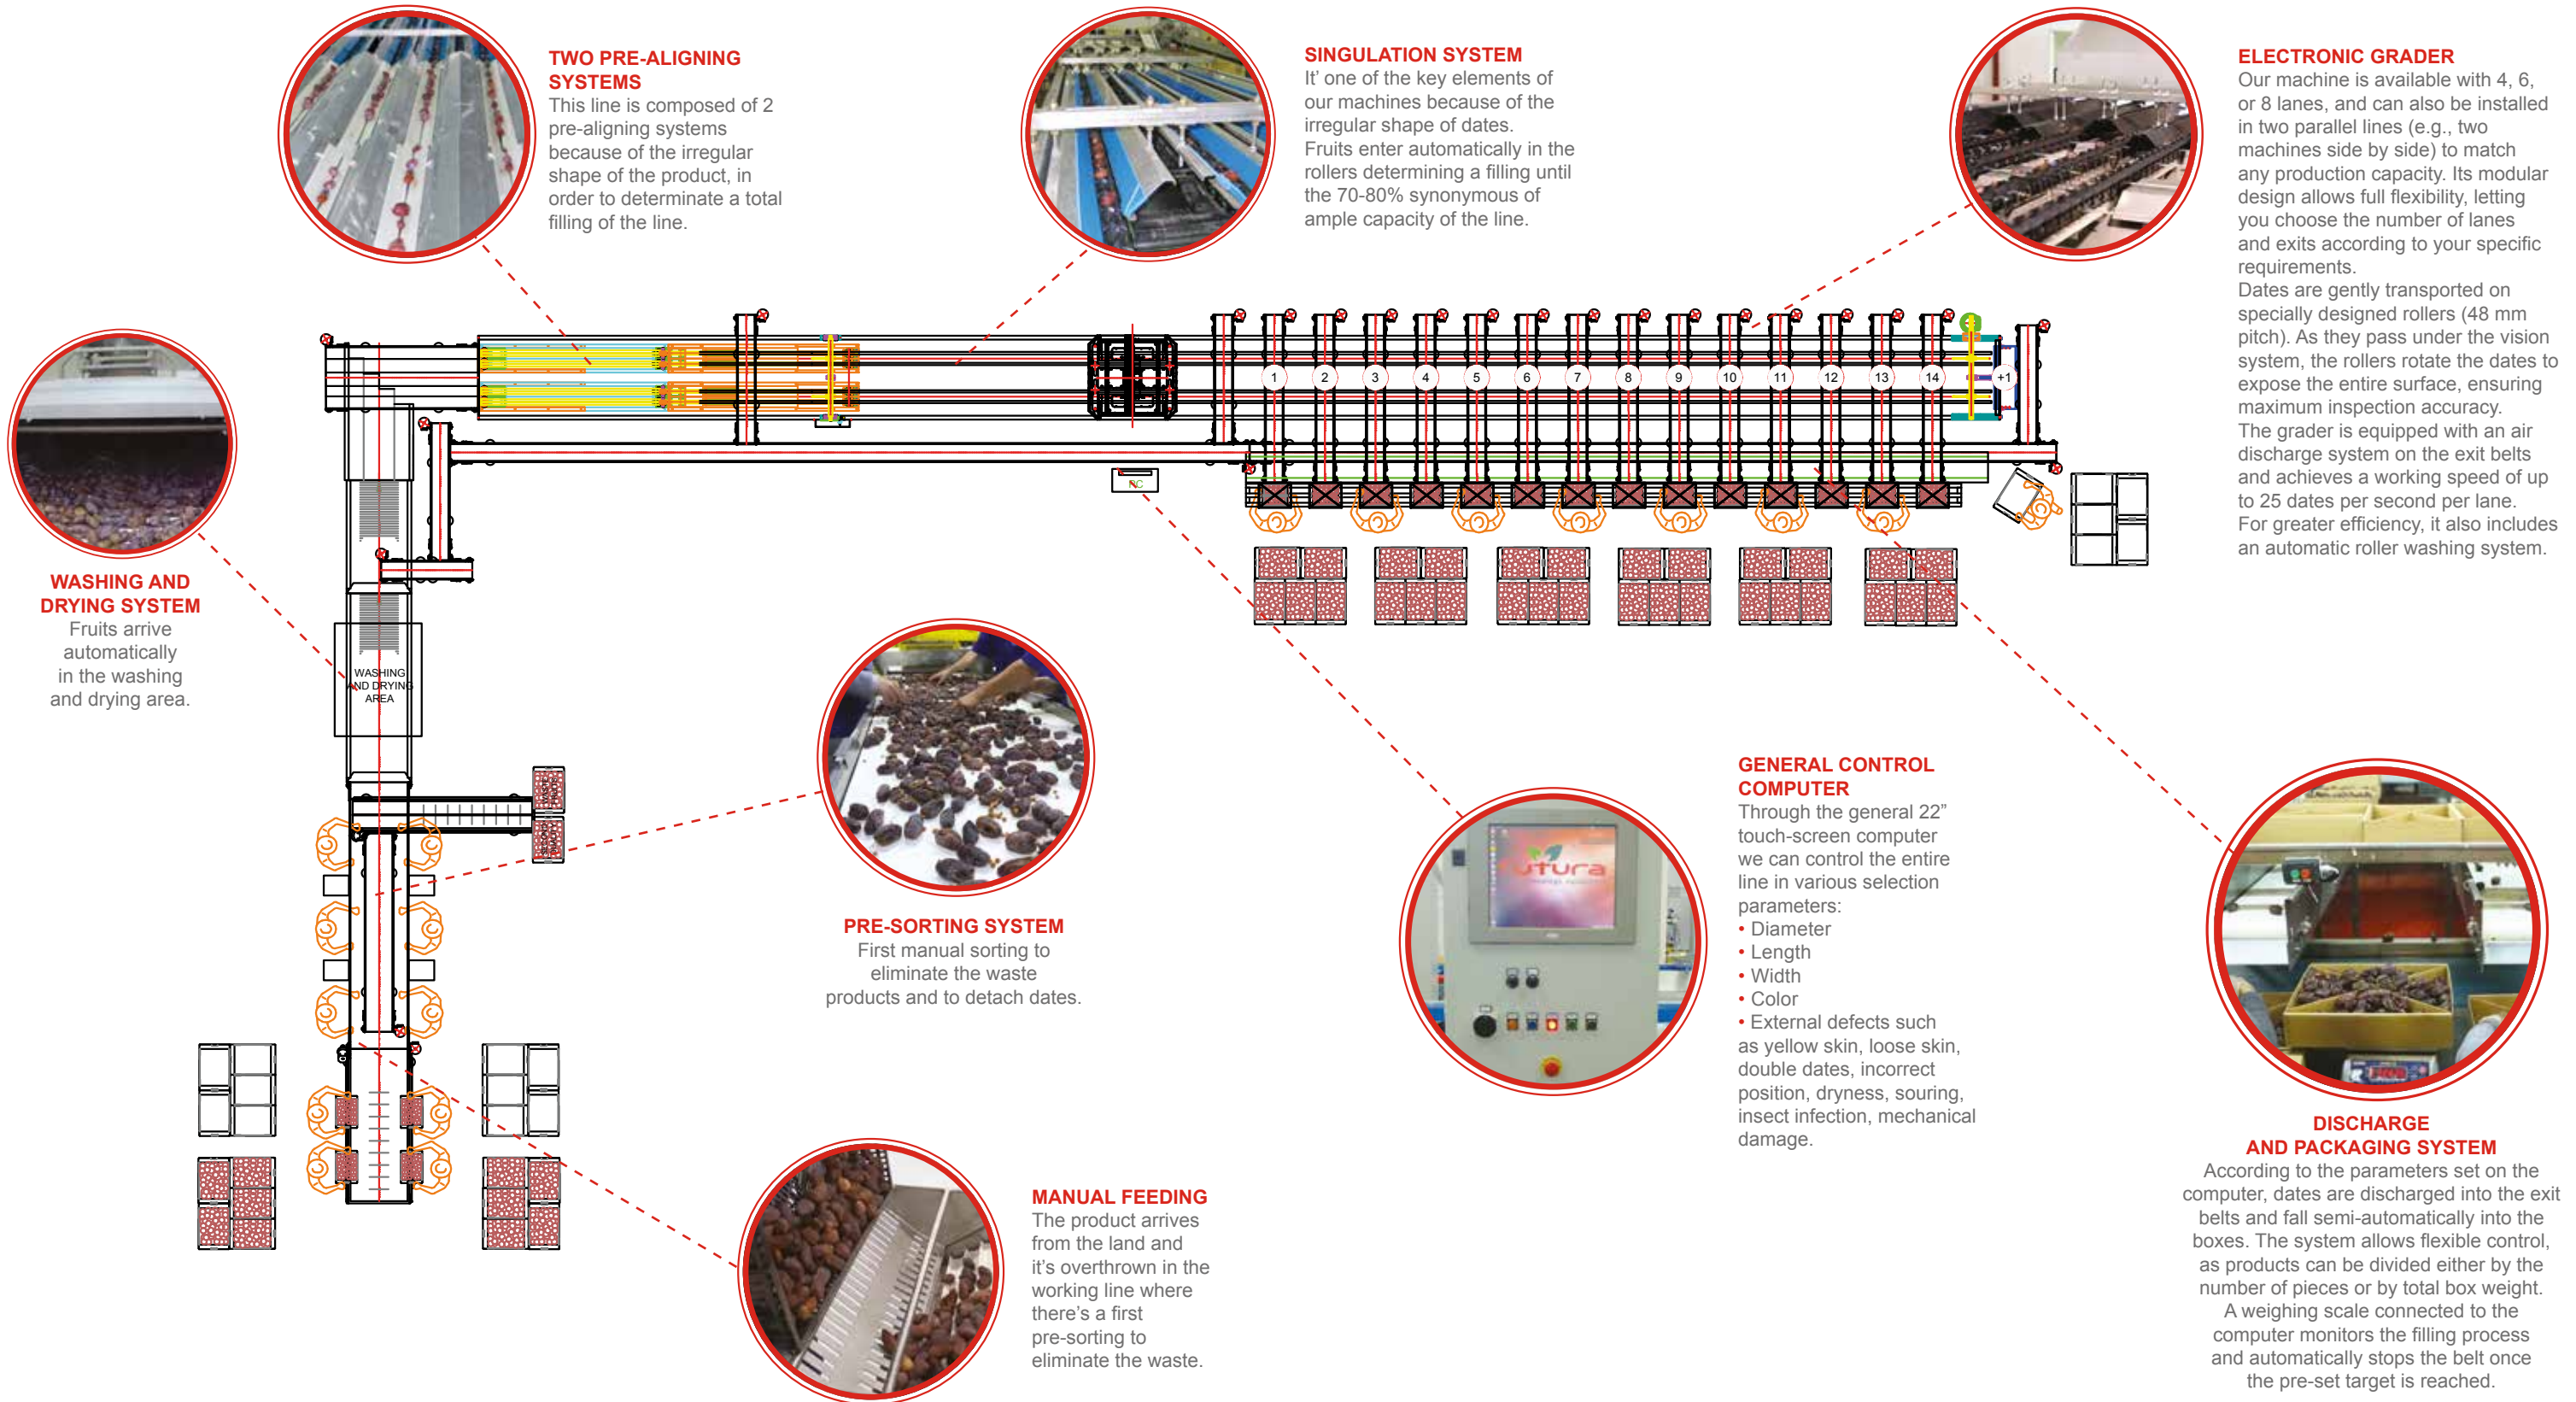 TWO PRE-ALIGNING
SYSTEMS
This line is composed of 2
pre-aligning systems
because of the irregular
shape of the product, in
order to determinate a total
filling of the line.
SINGULATION SYSTEM
It' one of the key elements of
our machines because of the
irregular shape of dates.
Fruits enter automatically in the
rollers determining a filling until
the 70-80% synonymous of
ample capacity of the line.
ELECTRONIC GRADER
Our machine is available with 4, 6,
or 8 lanes, and can also be installed
in two parallel lines (e.g., two
machines side by side) to match
any production capacity. Its modular
design allows full flexibility, letting
you choose the number of lanes
and exits according to your specific
requirements.
Dates are gently transported on
specially designed rollers (48 mm
pitch). As they pass under the vision
system, the rollers rotate the dates to
expose the entire surface, ensuring
maximum inspection accuracy.
The grader is equipped with an air
discharge system on the exit belts
and achieves a working speed of up
to 25 dates per second per lane.
For greater efficiency, it also includes
an automatic roller washing system.
1 2 3 4 5 6 7 8 9 10 11 12 13 14 +1
PC
WASHING AND
DRYING SYSTEM
Fruits arrive
automatically
in the washing
and drying area.
WASHING
AND DRYING
AREA
PRE-SORTING SYSTEM
First manual sorting to
eliminate the waste
products and to detach dates.
GENERAL CONTROL
COMPUTER
Through the general 22”
touch-screen computer
we can control the entire
line in various selection
parameters:
• Diameter
• Length
• Width
• Color
• External defects such
as yellow skin, loose skin,
double dates, incorrect
position, dryness, souring,
insect infection, mechanical
damage.
futura
MANUAL FEEDING
The product arrives
from the land and
it's overthrown in the
working line where
there's a first
pre-sorting to
eliminate the waste.
DISCHARGE
AND PACKAGING SYSTEM
According to the parameters set on the
computer, dates are discharged into the exit
belts and fall semi-automatically into the
boxes. The system allows flexible control,
as products can be divided either by the
number of pieces or by total box weight.
A weighing scale connected to the
computer monitors the filling process
and automatically stops the belt once
the pre-set target is reached.